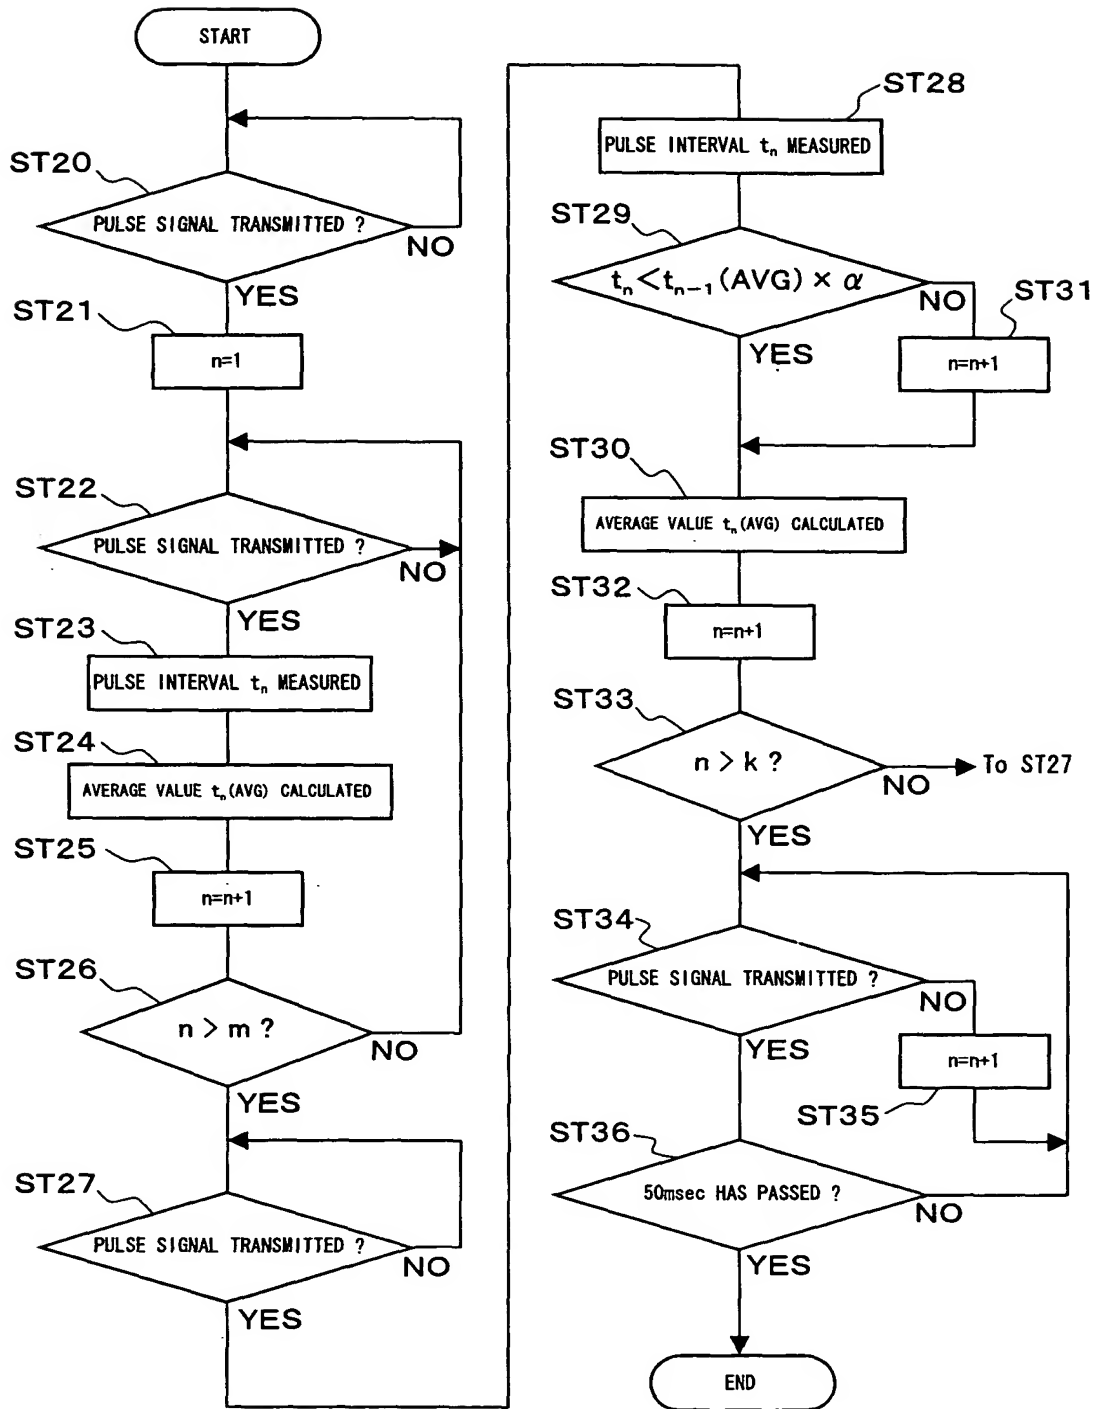 START
ST20
PULSE SIGNAL TRANSMITTED ?
NO
YES
ST21
n=1
ST22
PULSE SIGNAL TRANSMITTED ?
NO
YES
ST23
PULSE INTERVAL tn MEASURED
ST24
AVERAGE VALUE tn(AVG) CALCULATED
ST25
n=n+1
ST26
n > m ?
NO
YES
ST27
PULSE SIGNAL TRANSMITTED ?
NO
YES
ST28
PULSE INTERVAL tn MEASURED
ST29
tn<tn-1(AVG) × α
NO
YES
ST31
n=n+1
ST30
AVERAGE VALUE tn(AVG) CALCULATED
ST32
n=n+1
ST33
n > k ?
NO
To ST27
YES
ST34
PULSE SIGNAL TRANSMITTED ?
NO
YES
n=n+1
ST35
ST36
50msec HAS PASSED ?
NO
YES
END